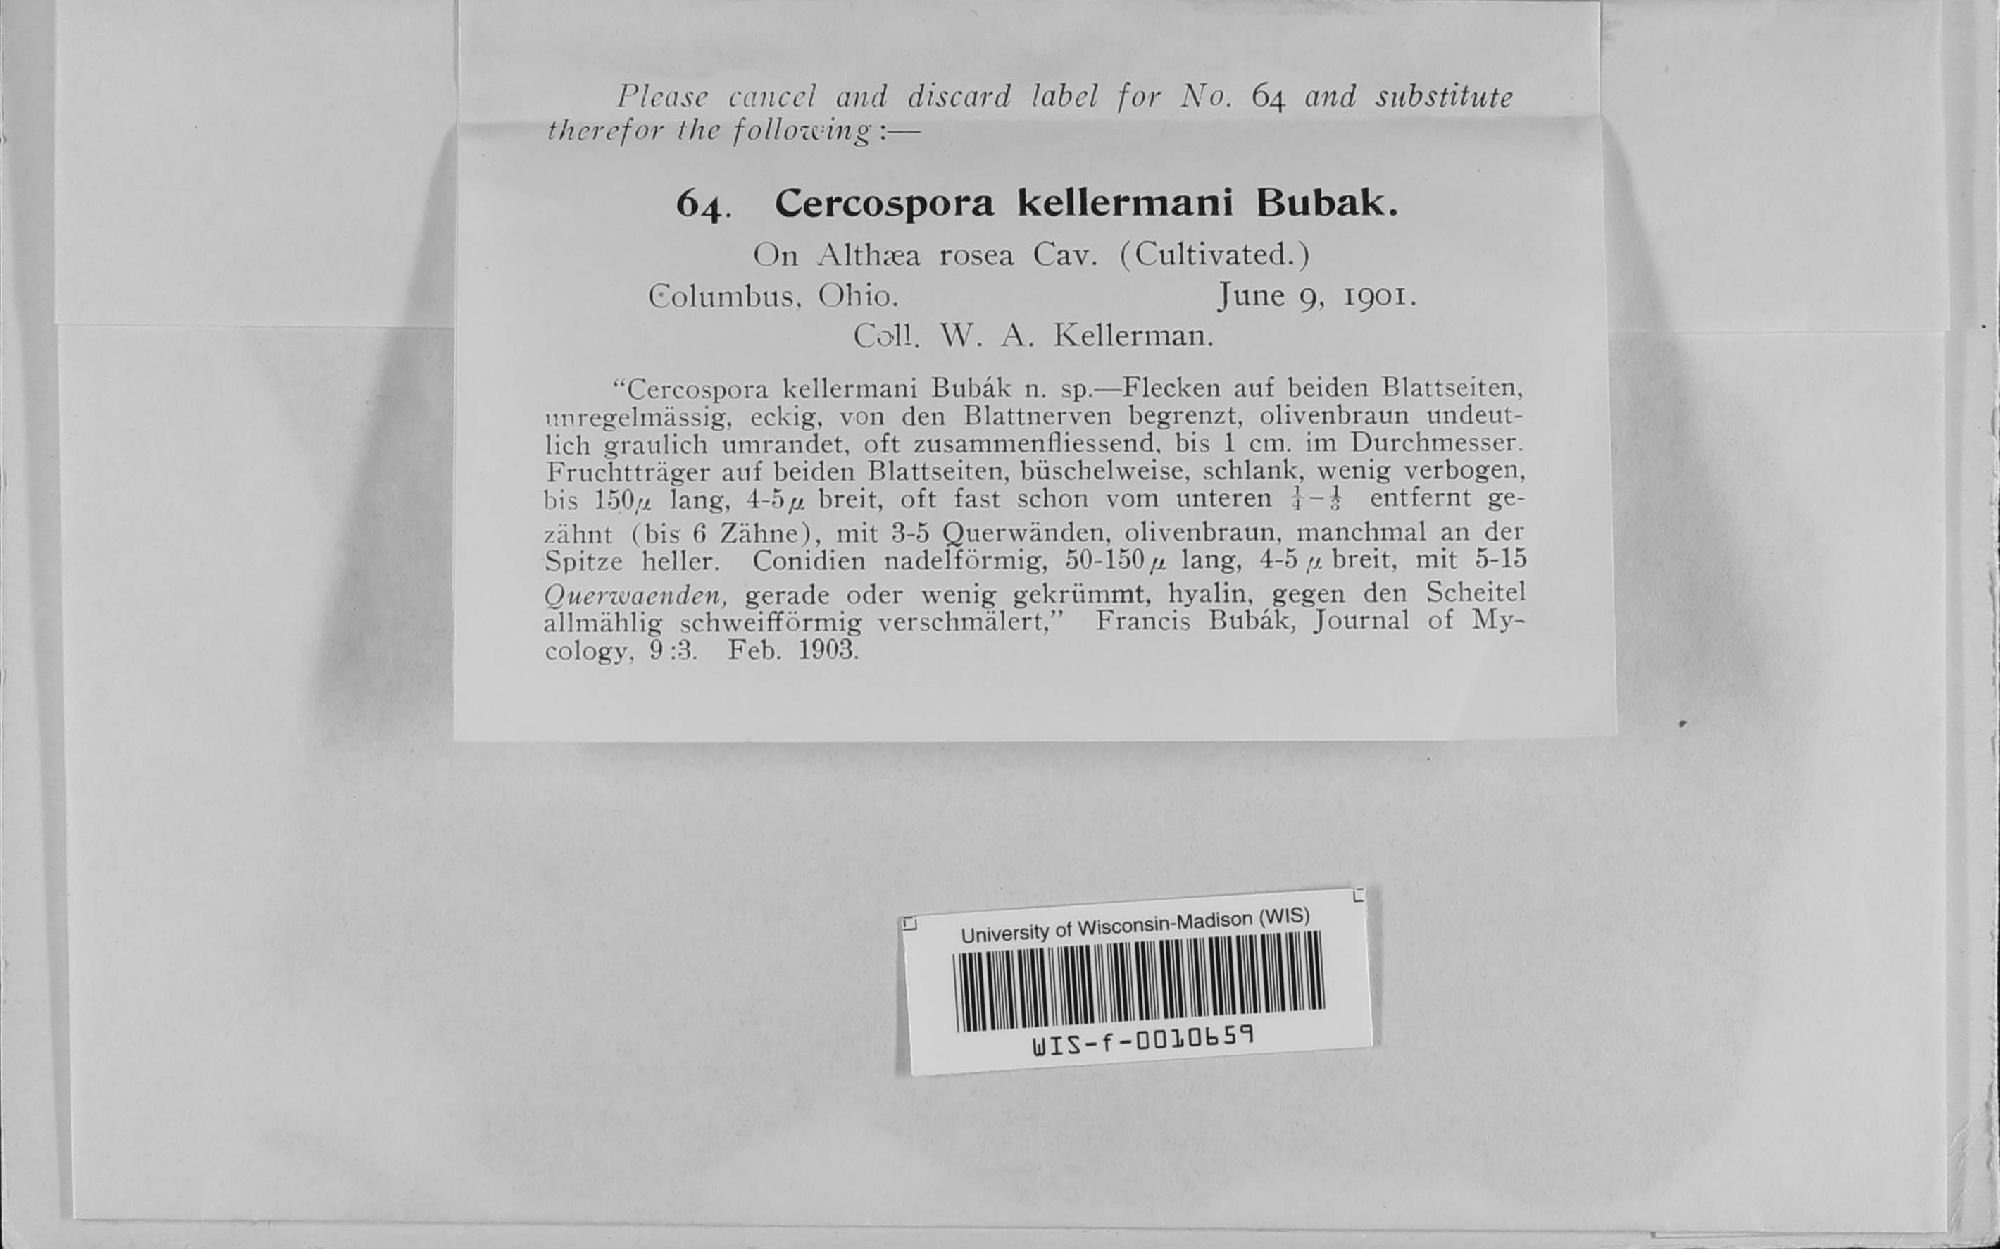 Please cancel and discard label for No. 64 and substitute
therefor the following:—
64. Cercospora kellermani Bubak.
On Althæa rosea Cav. (Cultivated.)
Columbus, Ohio. June 9, 1901.
Coll. W. A. Kellerman.
"Cercospora kellermani Bubák n. sp.—Flecken auf beiden Blattseiten,
unregelmässig, eckig, von den Blattnerven begrenzt, olivenbraun undeut-
lich graulich umrandet, oft zusammenfliessend, bis 1 cm. im Durchmesser.
Fruchtträger auf beiden Blattseiten, büschelweise, schlank, wenig verbogen,
bis 150µ lang, 4-5µ breit, oft fast schon vom unteren ¼-⅓ entfernt ge-
zähnt (bis 6 Zähne), mit 3-5 Querwänden, olivenbraun, manchmal an der
Spitze heller. Conidien nadelförmig, 50-150µ lang, 4-5 µ breit, mit 5-15
Querwaenden, gerade oder wenig gekrümmt, hyalin, gegen den Scheitel
allmählig schweifförmig verschmälert," Francis Bubák, Journal of My-
cology, 9:3. Feb. 1903.
University of Wisconsin-Madison (WIS)
WIS-f-0010659